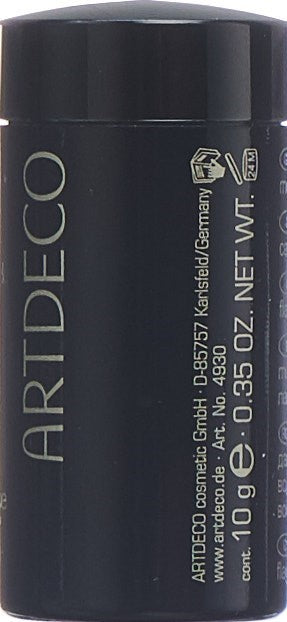 ARTDECO
ARTDECO cosmetic GmbH · D-85757 Karlsfeld/Germany
www.artdeco.de · Art. No. 4930
cont. 10 g e · 0.35 OZ. NET WT.
24 M